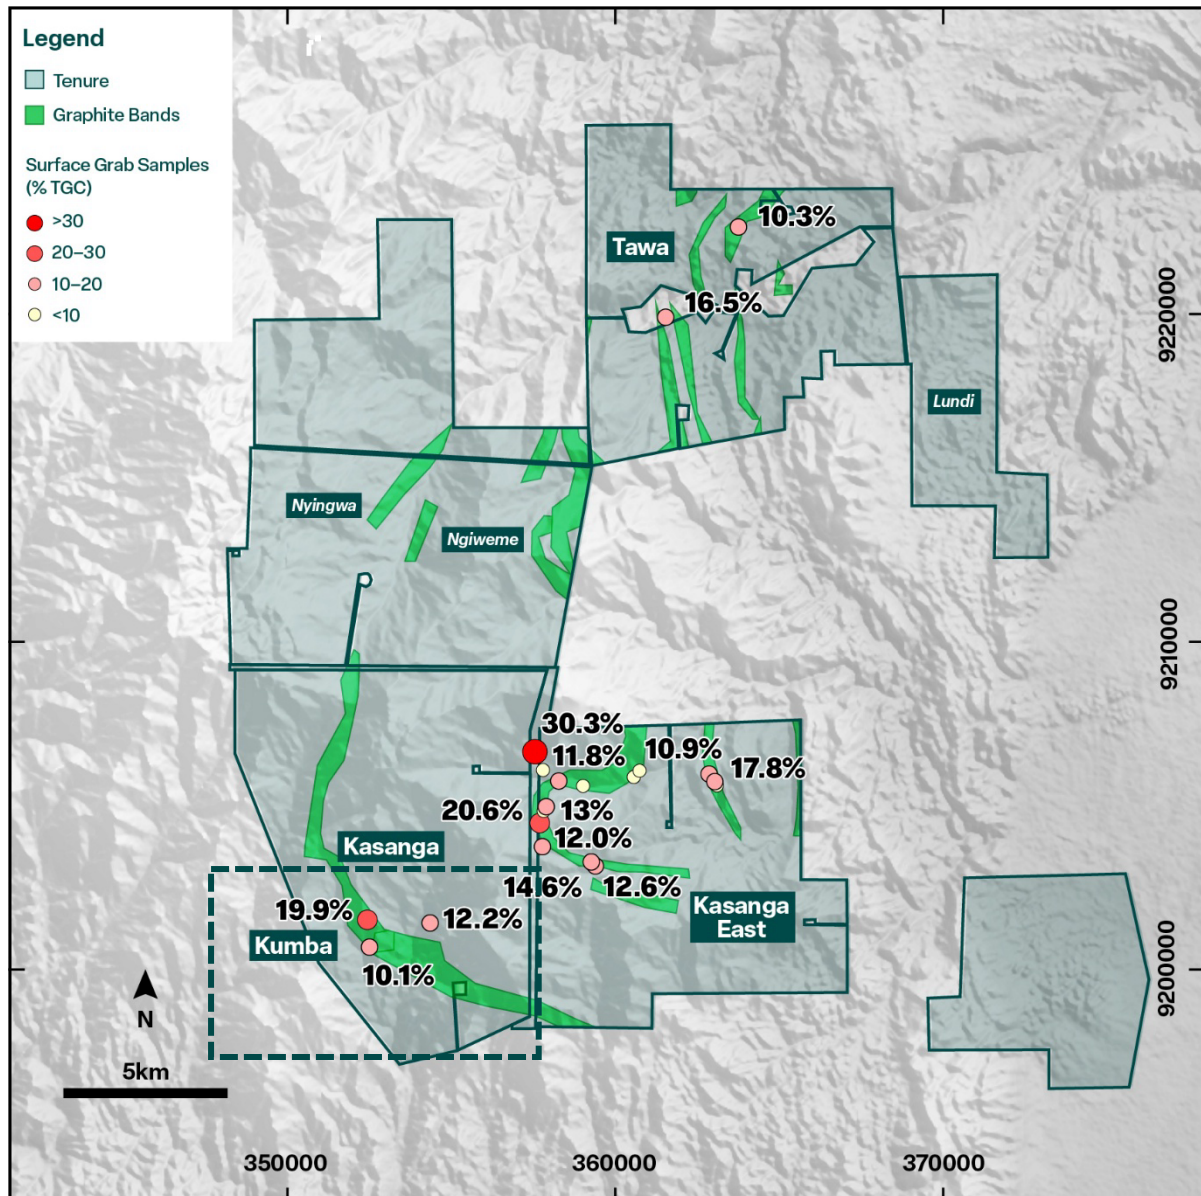 Legend
Tenure
Graphite Bands
Surface Grab Samples
(% TGC)
>30
20–30
10–20
<10
10.3%
Tawa
16.5%
9220000
Lundi
Nyingwa
Ngiweme
9210000
30.3%
11.8%
10.9%
17.8%
20.6%
13%
12.0%
Kasanga
14.6%
12.6%
19.9%
12.2%
Kasanga
East
Kumba
10.1%
9200000
N
5km
350000
360000
370000